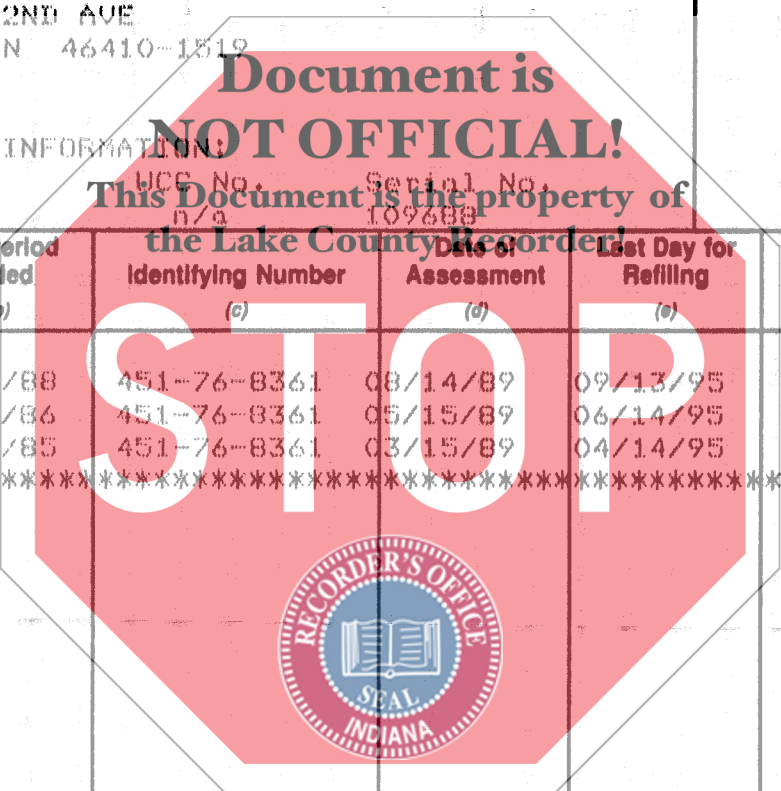 2ND AVE
N 46410-1519
Document is
NOT OFFICIAL!
INFORMATION:
This Document is the property of
the Lake County Recorder!
UCC No. Serial No.
n/a 109688
eriod
led
Identifying Number
(c)
Date of
Assessment
(d)
Last Day for
Refiling
(e)
/88 451-76-8361 08/14/89 09/13/95
/86 451-76-8361 05/15/89 06/14/95
/85 451-76-8361 03/15/89 04/14/95
STOP
RECORDER'S OFFICE
SEAL
INDIANA